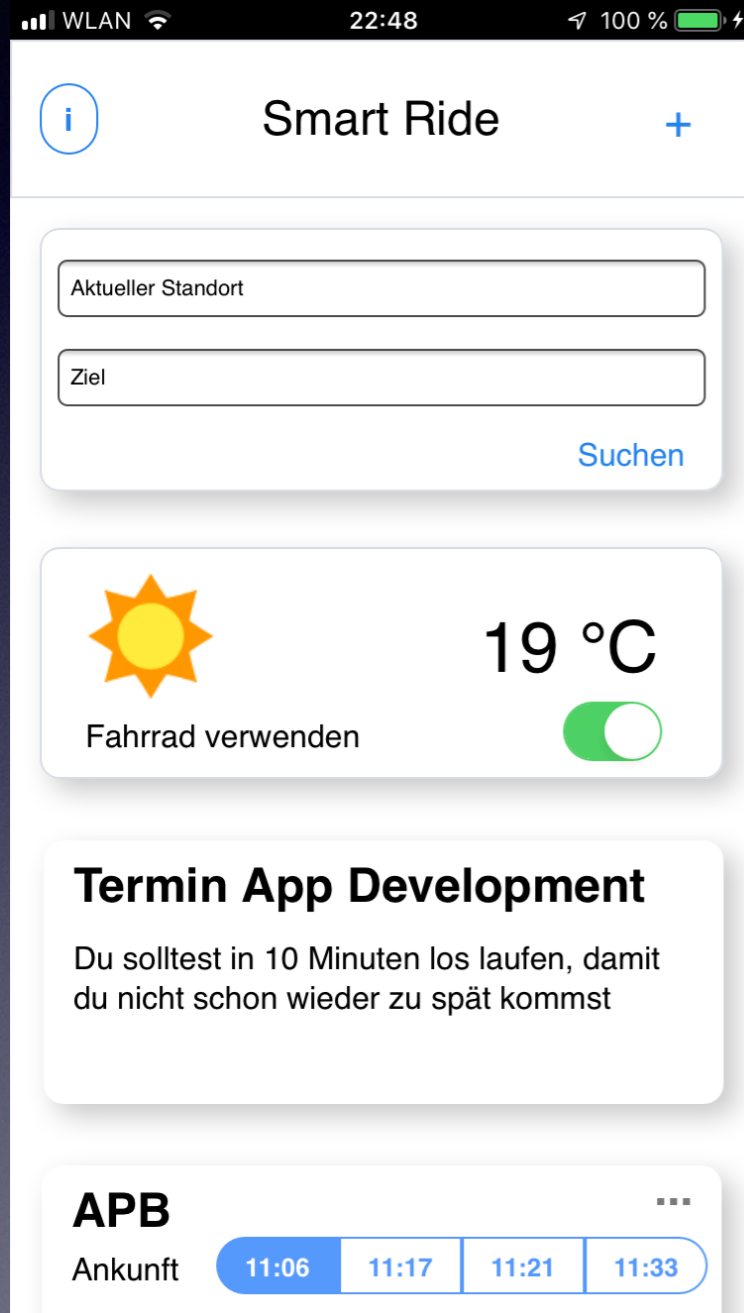 WLAN 22:48 100 %
i Smart Ride +
Aktueller Standort
Ziel
Suchen
19 °C
Fahrrad verwenden
Termin App Development
Du solltest in 10 Minuten los laufen, damit
du nicht schon wieder zu spät kommst
APB ...
Ankunft 11:06 11:17 11:21 11:33